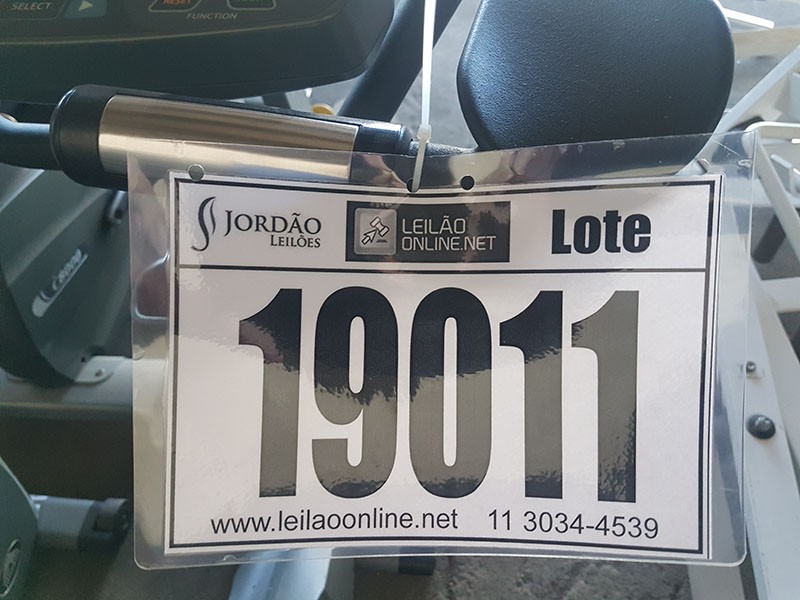 SELECT
RESET
FUNCTION
JORDÃO
LEILÕES
LEILÃO
ONLINE.NET
Lote
19011
www.leilaoonline.net 11 3034-4539